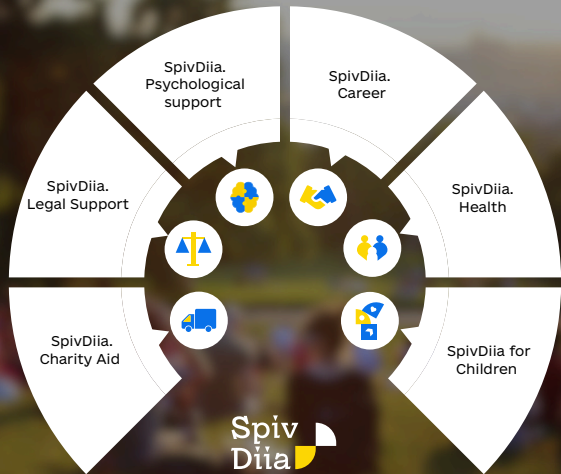 SpivDiia.
Psychological
support
SpivDiia.
Career
SpivDiia.
Legal Support
SpivDiia.
Health
SpivDiia.
Charity Aid
SpivDiia for
Children
Spiv
Diia